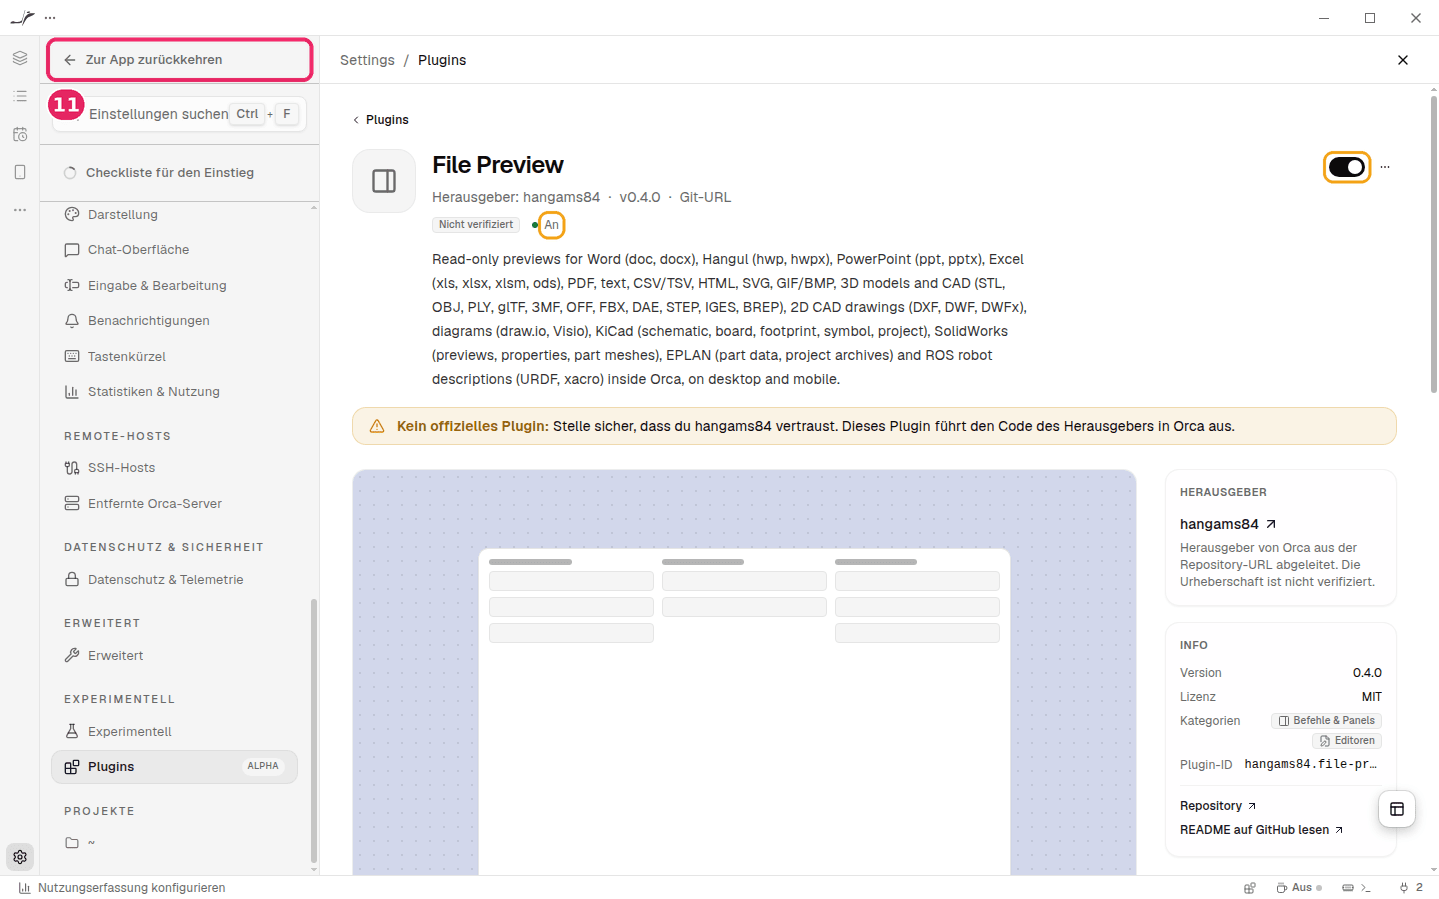 Zur App zurückkehren
11
Einstellungen suchen Ctrl + F
Checkliste für den Einstieg
Darstellung
Chat-Oberfläche
Eingabe & Bearbeitung
Benachrichtigungen
Tastenkürzel
Statistiken & Nutzung
REMOTE-HOSTS
SSH-Hosts
Entfernte Orca-Server
DATENSCHUTZ & SICHERHEIT
Datenschutz & Telemetrie
ERWEITERT
Erweitert
EXPERIMENTELL
Experimentell
Plugins ALPHA
PROJEKTE
~
Settings / Plugins
Plugins
File Preview
Herausgeber: hangams84 · v0.4.0 · Git-URL
Nicht verifiziert An
Read-only previews for Word (doc, docx), Hangul (hwp, hwpx), PowerPoint (ppt, pptx), Excel
(xls, xlsx, xlsm, ods), PDF, text, CSV/TSV, HTML, SVG, GIF/BMP, 3D models and CAD (STL,
OBJ, PLY, glTF, 3MF, OFF, FBX, DAE, STEP, IGES, BREP), 2D CAD drawings (DXF, DWF, DWFx),
diagrams (draw.io, Visio), KiCad (schematic, board, footprint, symbol, project), SolidWorks
(previews, properties, part meshes), EPLAN (part data, project archives) and ROS robot
descriptions (URDF, xacro) inside Orca, on desktop and mobile.
Kein offizielles Plugin: Stelle sicher, dass du hangams84 vertraust. Dieses Plugin führt den Code des Herausgebers in Orca aus.
HERAUSGEBER
hangams84
Herausgeber von Orca aus der
Repository-URL abgeleitet. Die
Urheberschaft ist nicht verifiziert.
INFO
Version 0.4.0
Lizenz MIT
Kategorien Befehle & Panels
Editoren
Plugin-ID hangams84.file-pr…
Repository
README auf GitHub lesen
Nutzungserfassung konfigurieren
Aus
2